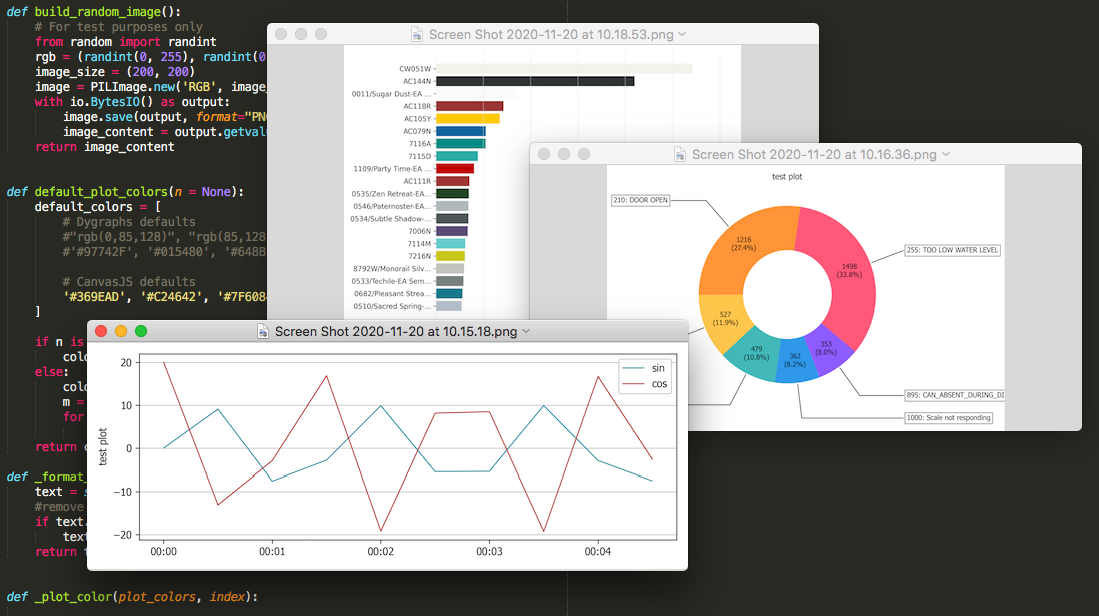 def build_random_image():
# For test purposes only
from random import randint
rgb = (randint(0, 255), randint(0
image_size = (200, 200)
image = PILImage.new('RGB', image_
with io.BytesIO() as output:
image.save(output, format="PN
image_content = output.getval
return image_content
def default_plot_colors(n = None):
default_colors = [
# Dygraphs defaults
#"rgb(0,85,128)", "rgb(85,128
#'#97742F', '#015480', '#648B
# CanvasJS defaults
'#369EAD', '#C24642', '#7F608
]
if n is
colo
else:
colo
m =
for
return
def _format_
text =
#remove
if text.
text
return
def _plot_color(plot_colors, index):
Screen Shot 2020-11-20 at 10.18.53.png
CW051W
AC144N
0011/Sugar Dust-EA ...
AC118R
AC105Y
AC079N
7116A
7115D
1109/Party Time-EA ...
AC111R
0535/Zen Retreat-EA...
0546/Paternoster-EA...
0534/Subtle Shadow-...
7006N
7114M
7216N
8792W/Monorail Silv...
0533/Techile-EA Sem...
0682/Pleasant Strea...
0510/Sacred Spring-...
Screen Shot 2020-11-20 at 10.16.36.png
test plot
210: DOOR OPEN
1216
(27.4%)
1498
(33.8%)
255: TOO LOW WATER LEVEL
527
(11.9%)
479
(10.8%)
362
(8.2%)
353
(8.0%)
895: CAN_ABSENT_DURING_DI
1000: Scale not responding
Screen Shot 2020-11-20 at 10.15.18.png
test plot
20
10
0
−10
−20
sin
cos
00:00 00:01 00:02 00:03 00:04